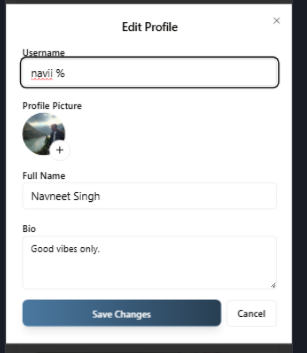 Edit Profile
Username
navii %
Profile Picture
Full Name
Navneet Singh
Bio
Good vibes only.
Save Changes
Cancel